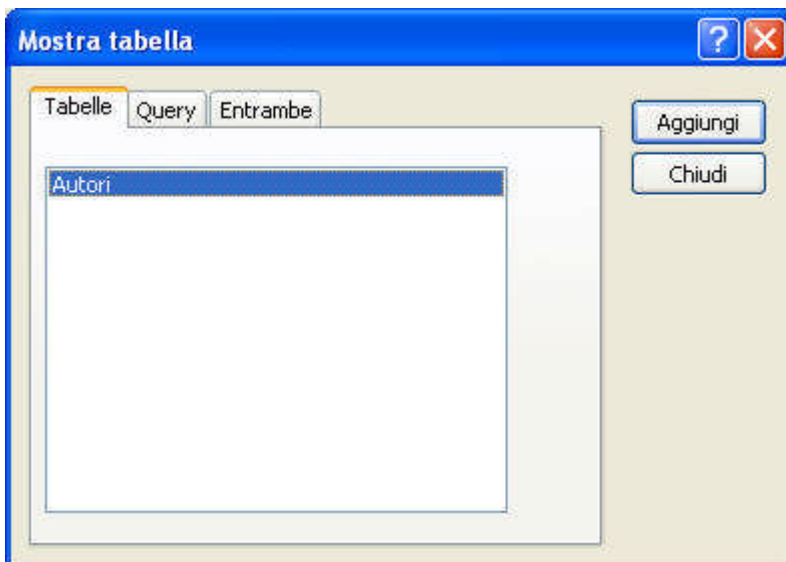 Mostra tabella
?
Tabelle Query Entrambe
Aggiungi
Chiudi
Autori